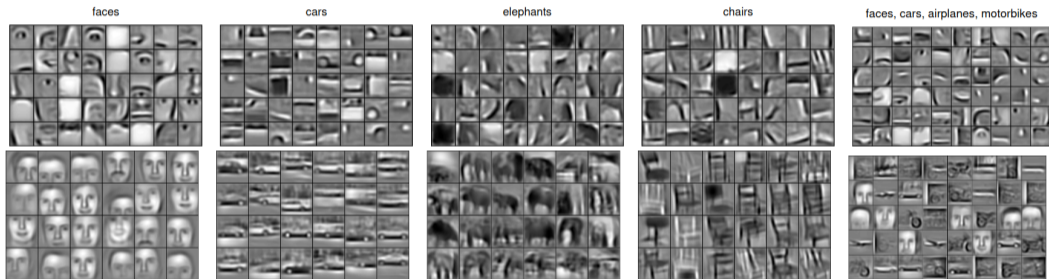 faces
cars
elephants
chairs
faces, cars, airplanes, motorbikes